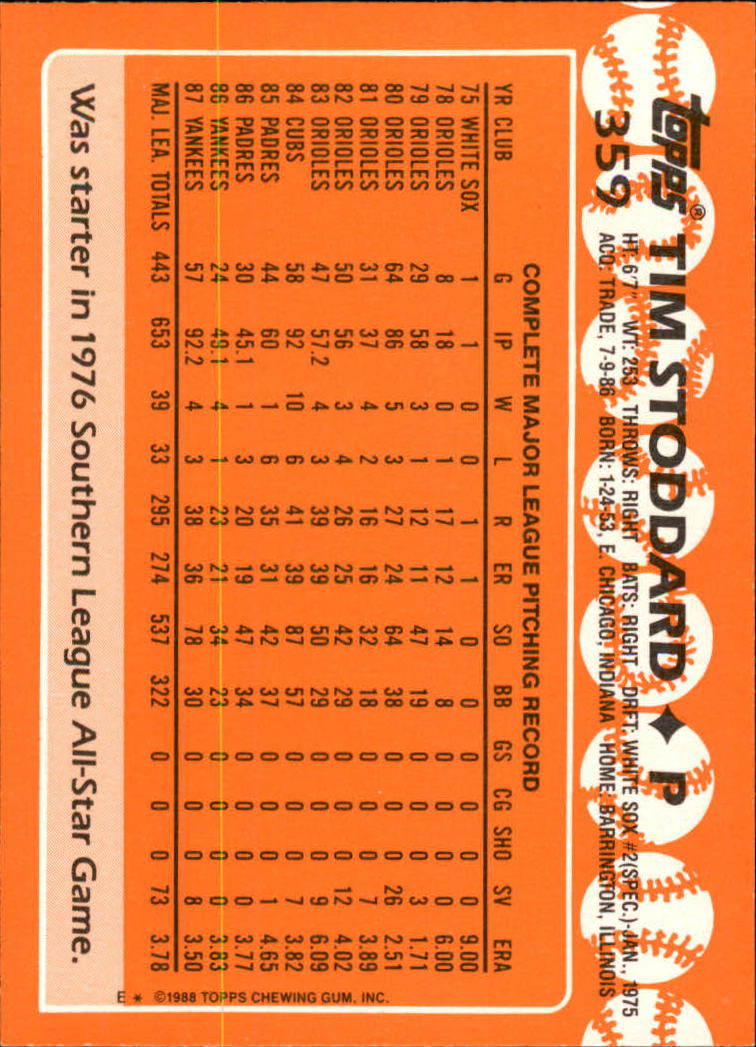 topps® TIM STODDARD ◆ P
359
HT: 6'7" WT: 253 THROWS: RIGHT BATS: RIGHT DRFT: WHITE SOX #2(SPEC.)-JAN., 1975
ACQ. TRADE, 7-9-86 BORN: 1-24-53, E. CHICAGO, INDIANA HOME: BARRINGTON, ILLINOIS
COMPLETE MAJOR LEAGUE PITCHING RECORD
YR CLUB G IP W L R ER SO BB GS CG SHO SV ERA
75 WHITE SOX 1 1 0 0 1 1 0 0 0 0 0 0 9.00
78 ORIOLES 8 18 0 1 17 12 14 8 0 0 0 0 6.00
79 ORIOLES 29 58 3 1 12 11 47 19 0 0 0 3 1.71
80 ORIOLES 64 86 5 3 27 24 64 38 0 0 0 26 2.51
81 ORIOLES 31 37 4 2 16 16 32 18 0 0 0 7 3.89
82 ORIOLES 50 56 3 4 26 25 42 29 0 0 0 12 4.02
83 ORIOLES 47 57.2 4 3 39 39 50 29 0 0 0 9 6.09
84 CUBS 58 92 10 6 41 39 87 57 0 0 0 7 3.82
85 PADRES 44 60 1 6 35 31 42 37 0 0 0 1 4.65
86 PADRES 30 45.1 1 3 20 19 47 34 0 0 0 0 3.77
86 YANKEES 24 49.1 4 1 23 21 34 23 0 0 0 0 3.83
87 YANKEES 57 92.2 4 3 38 36 78 30 0 0 0 8 3.50
MAJ. LEA. TOTALS 443 653 39 33 295 274 537 322 0 0 0 73 3.78
Was starter in 1976 Southern League All-Star Game.
E * ©1988 TOPPS CHEWING GUM, INC.